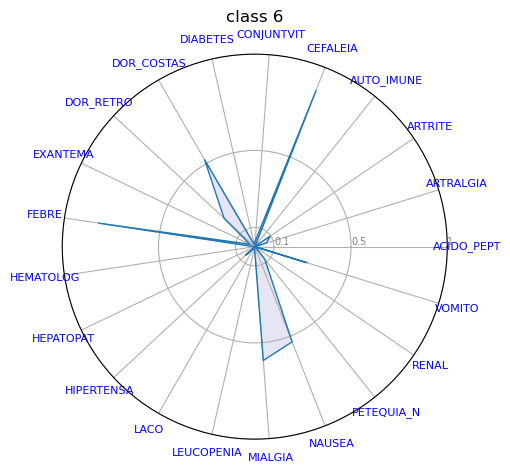 class 6
CONJUNTVIT
DIABETES
CEFALEIA
DOR_COSTAS
AUTO_IMUNE
DOR_RETRO
ARTRITE
EXANTEMA
ARTRALGIA
FEBRE
0.1
0.5
1
ACIDO_PEPT
HEMATOLOG
VOMITO
HEPATOPAT
RENAL
HIPERTENSA
PETEQUIA_N
LACO
NAUSEA
LEUCOPENIA
MIALGIA